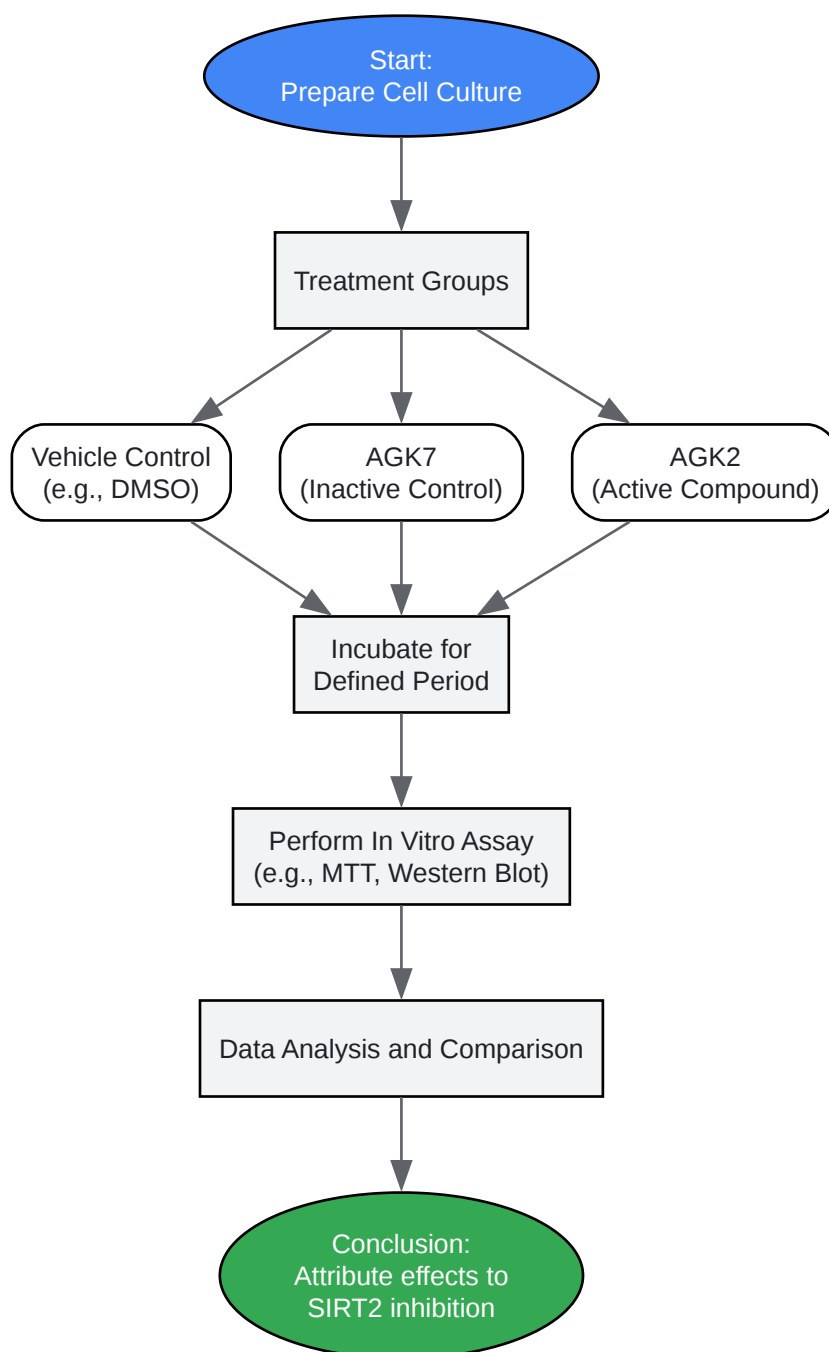 Start:
Prepare Cell Culture
Treatment Groups
Vehicle Control
(e.g., DMSO)
AGK7
(Inactive Control)
AGK2
(Active Compound)
Incubate for
Defined Period
Perform In Vitro Assay
(e.g., MTT, Western Blot)
Data Analysis and Comparison
Conclusion:
Attribute effects to
SIRT2 inhibition